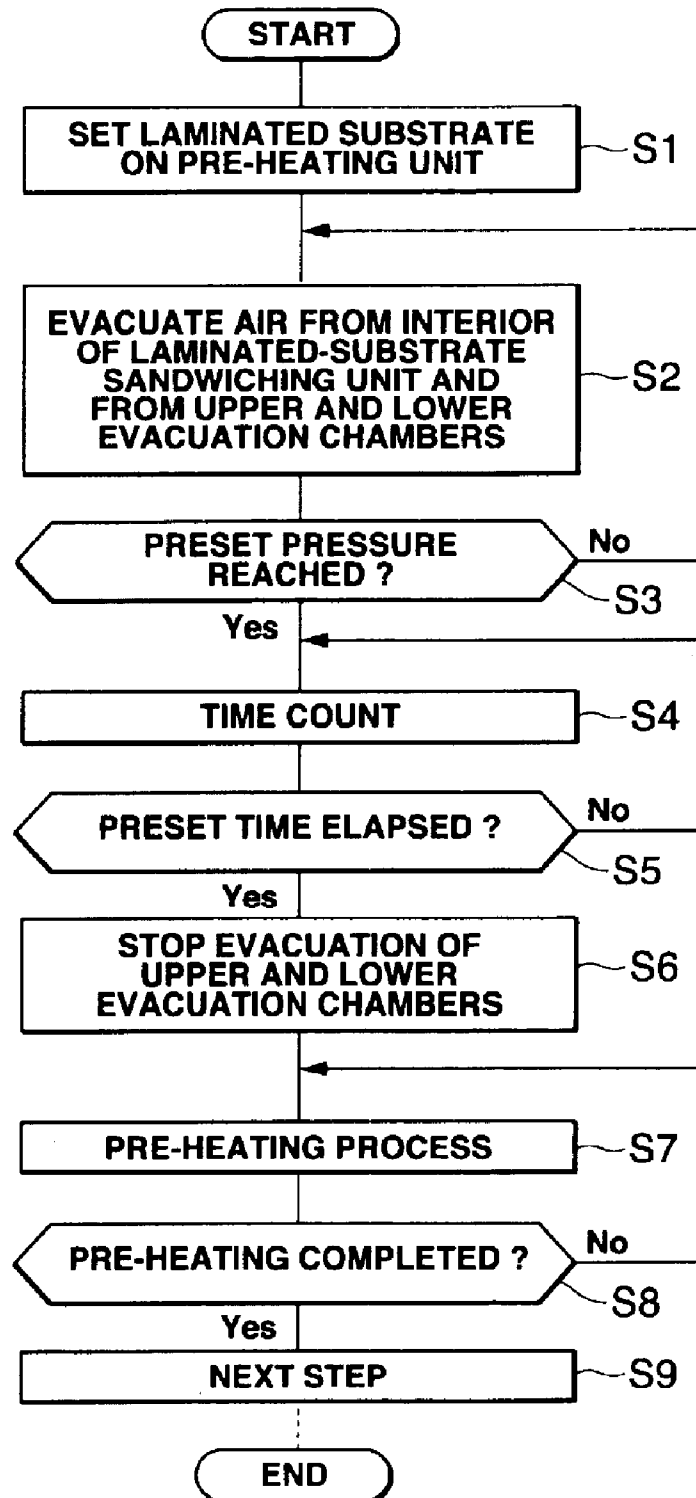 START
SET LAMINATED SUBSTRATE
ON PRE-HEATING UNIT
S1
EVACUATE AIR FROM INTERIOR
OF LAMINATED-SUBSTRATE
SANDWICHING UNIT AND
FROM UPPER AND LOWER
EVACUATION CHAMBERS
S2
PRESET PRESSURE
REACHED ?
No
S3
Yes
TIME COUNT
S4
PRESET TIME ELAPSED ?
No
S5
Yes
STOP EVACUATION OF
UPPER AND LOWER
EVACUATION CHAMBERS
S6
PRE-HEATING PROCESS
S7
PRE-HEATING COMPLETED ?
No
S8
Yes
NEXT STEP
S9
END